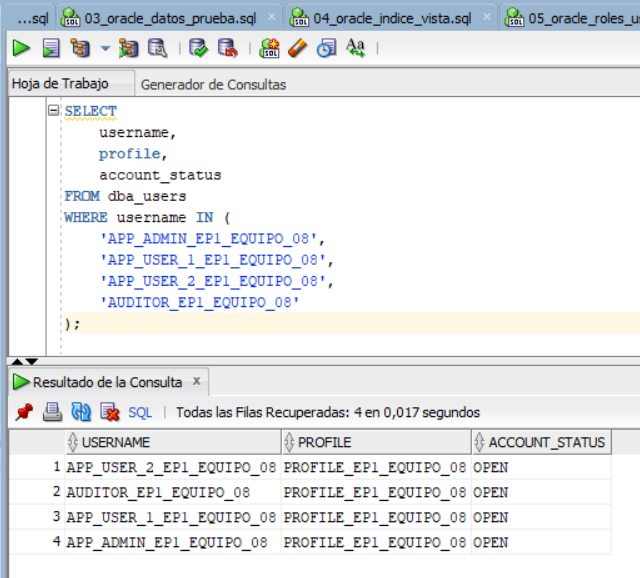 ...sql 03_oracle_datos_prueba.sql × 04_oracle_indice_vista.sql × 05_oracle_roles_us
Hoja de Trabajo Generador de Consultas
SELECT
username,
profile,
account_status
FROM dba_users
WHERE username IN (
'APP_ADMIN_EP1_EQUIPO_08',
'APP_USER_1_EP1_EQUIPO_08',
'APP_USER_2_EP1_EQUIPO_08',
'AUDITOR_EP1_EQUIPO_08'
);
Resultado de la Consulta ×
SQL | Todas las Filas Recuperadas: 4 en 0,017 segundos
USERNAME PROFILE ACCOUNT_STATUS
1 APP_USER_2_EP1_EQUIPO_08 PROFILE_EP1_EQUIPO_08 OPEN
2 AUDITOR_EP1_EQUIPO_08 PROFILE_EP1_EQUIPO_08 OPEN
3 APP_USER_1_EP1_EQUIPO_08 PROFILE_EP1_EQUIPO_08 OPEN
4 APP_ADMIN_EP1_EQUIPO_08 PROFILE_EP1_EQUIPO_08 OPEN